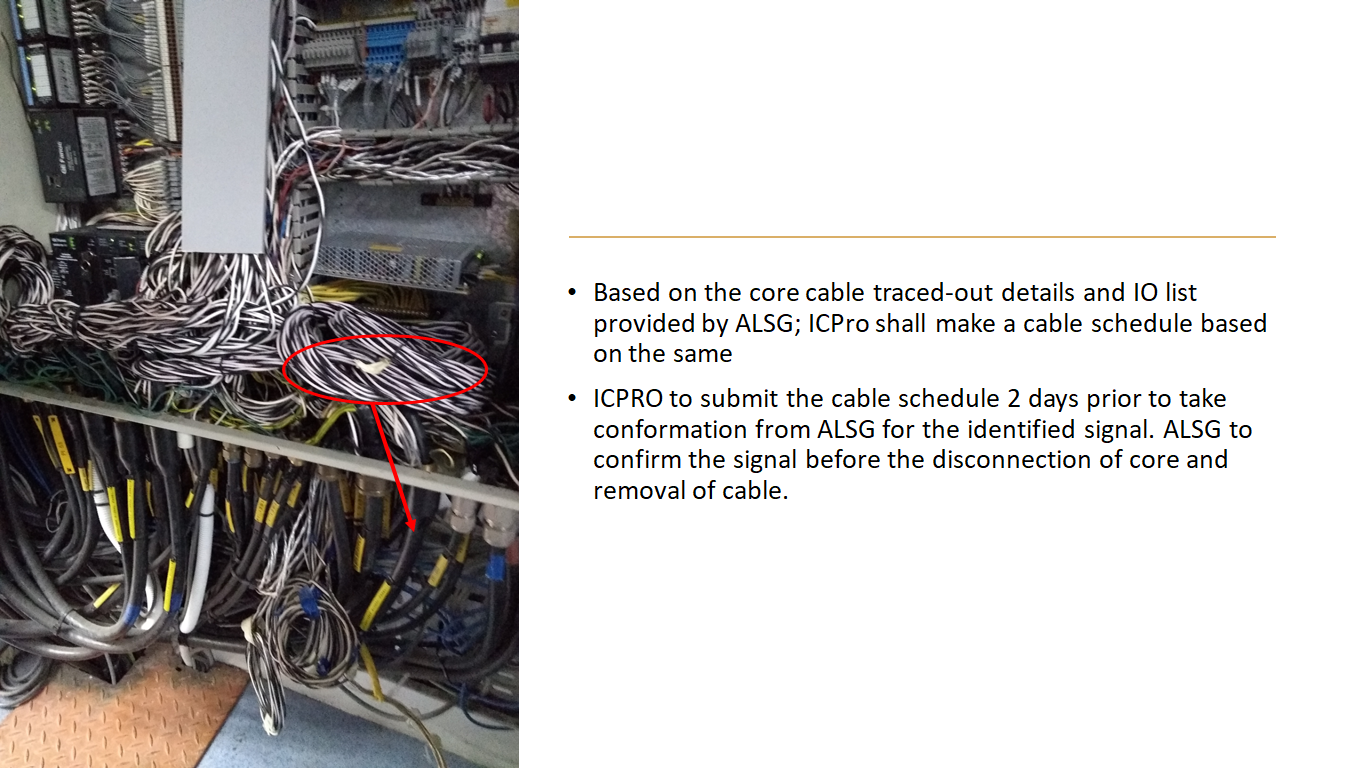 • Based on the core cable traced-out details and IO list
provided by ALSG; ICPro shall make a cable schedule based
on the same
• ICPRO to submit the cable schedule 2 days prior to take
conformation from ALSG for the identified signal. ALSG to
confirm the signal before the disconnection of core and
removal of cable.